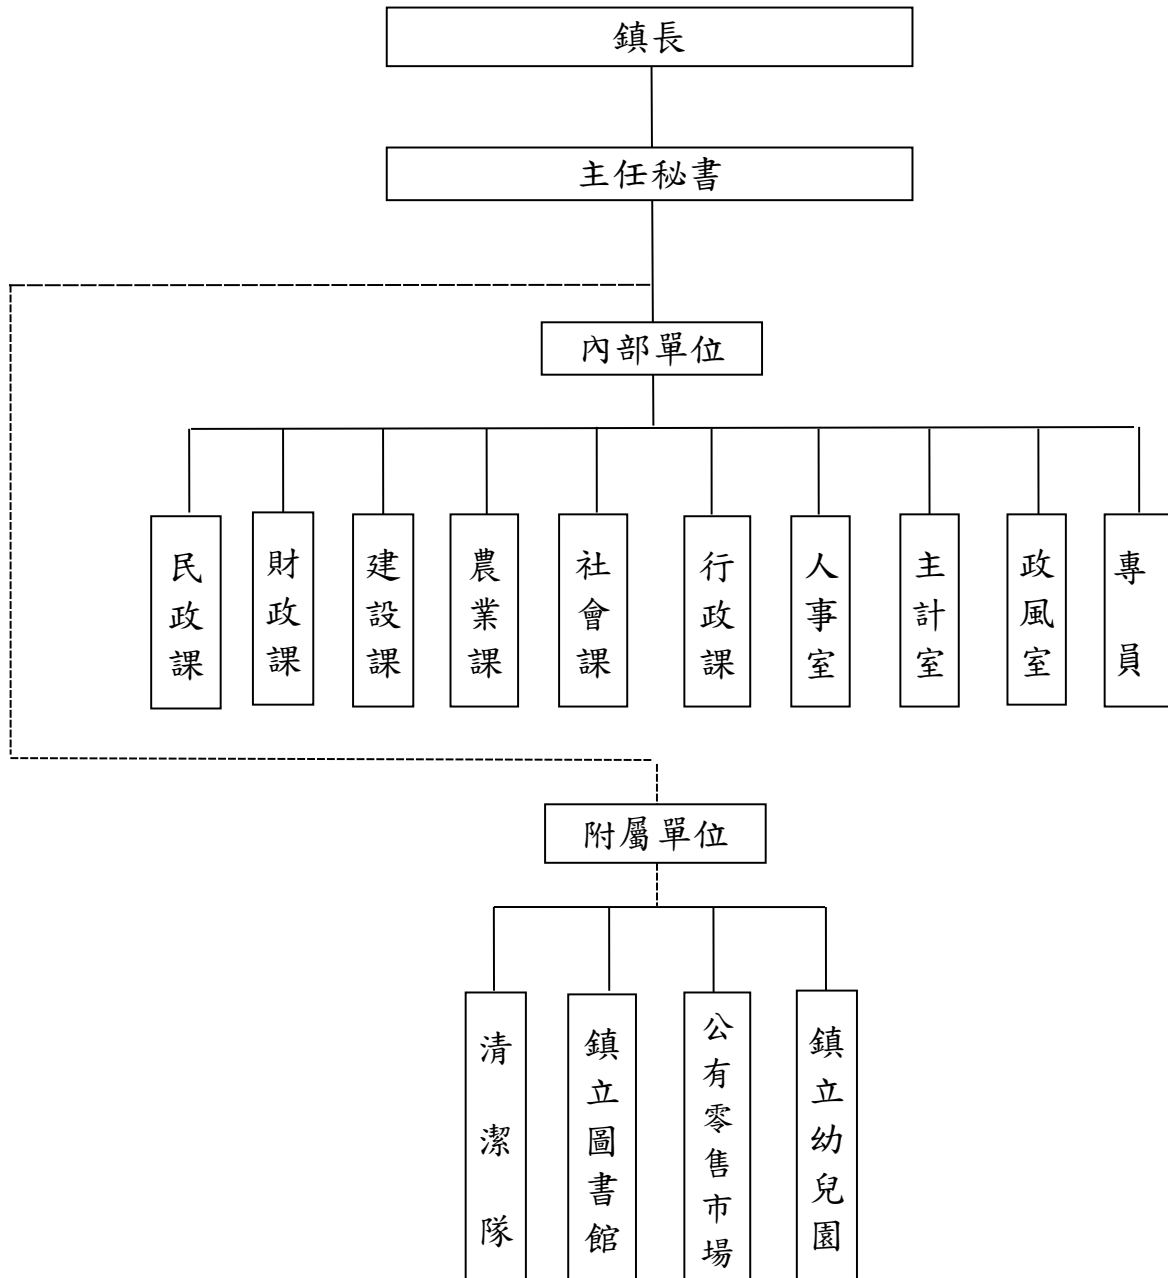 鎮長
主任秘書
內部單位
民政課
財政課
建設課
農業課
社會課
行政課
人事室
主計室
政風室
專員
附屬單位
清潔隊
鎮立圖書館
公有零售市場
鎮立幼兒園